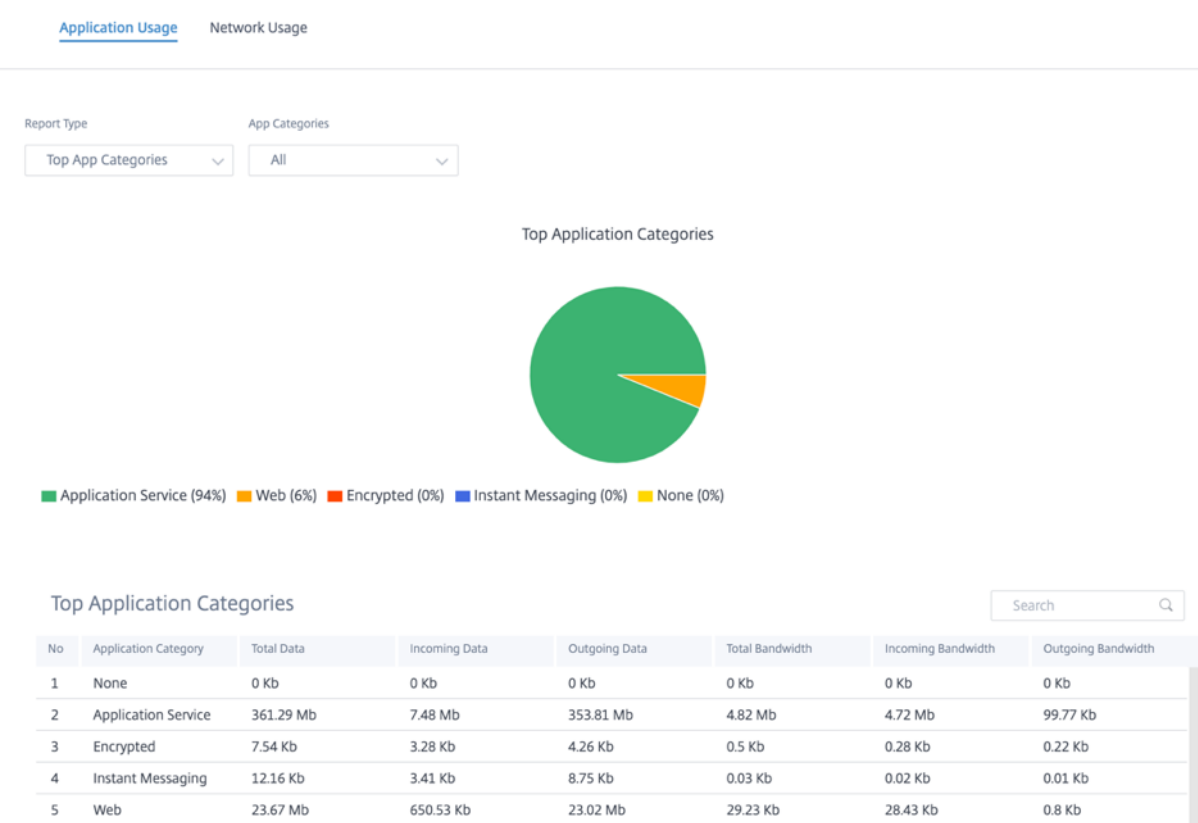 Application Usage Network Usage
Report Type App Categories
Top App Categories All
Top Application Categories
Application Service (94%) Web (6%) Encrypted (0%) Instant Messaging (0%) None (0%)
Top Application Categories Search
No Application Category Total Data Incoming Data Outgoing Data Total Bandwidth Incoming Bandwidth Outgoing Bandwidth
1 None 0 Kb 0 Kb 0 Kb 0 Kb 0 Kb 0 Kb
2 Application Service 361.29 Mb 7.48 Mb 353.81 Mb 4.82 Mb 4.72 Mb 99.77 Kb
3 Encrypted 7.54 Kb 3.28 Kb 4.26 Kb 0.5 Kb 0.28 Kb 0.22 Kb
4 Instant Messaging 12.16 Kb 3.41 Kb 8.75 Kb 0.03 Kb 0.02 Kb 0.01 Kb
5 Web 23.67 Mb 650.53 Kb 23.02 Mb 29.23 Kb 28.43 Kb 0.8 Kb